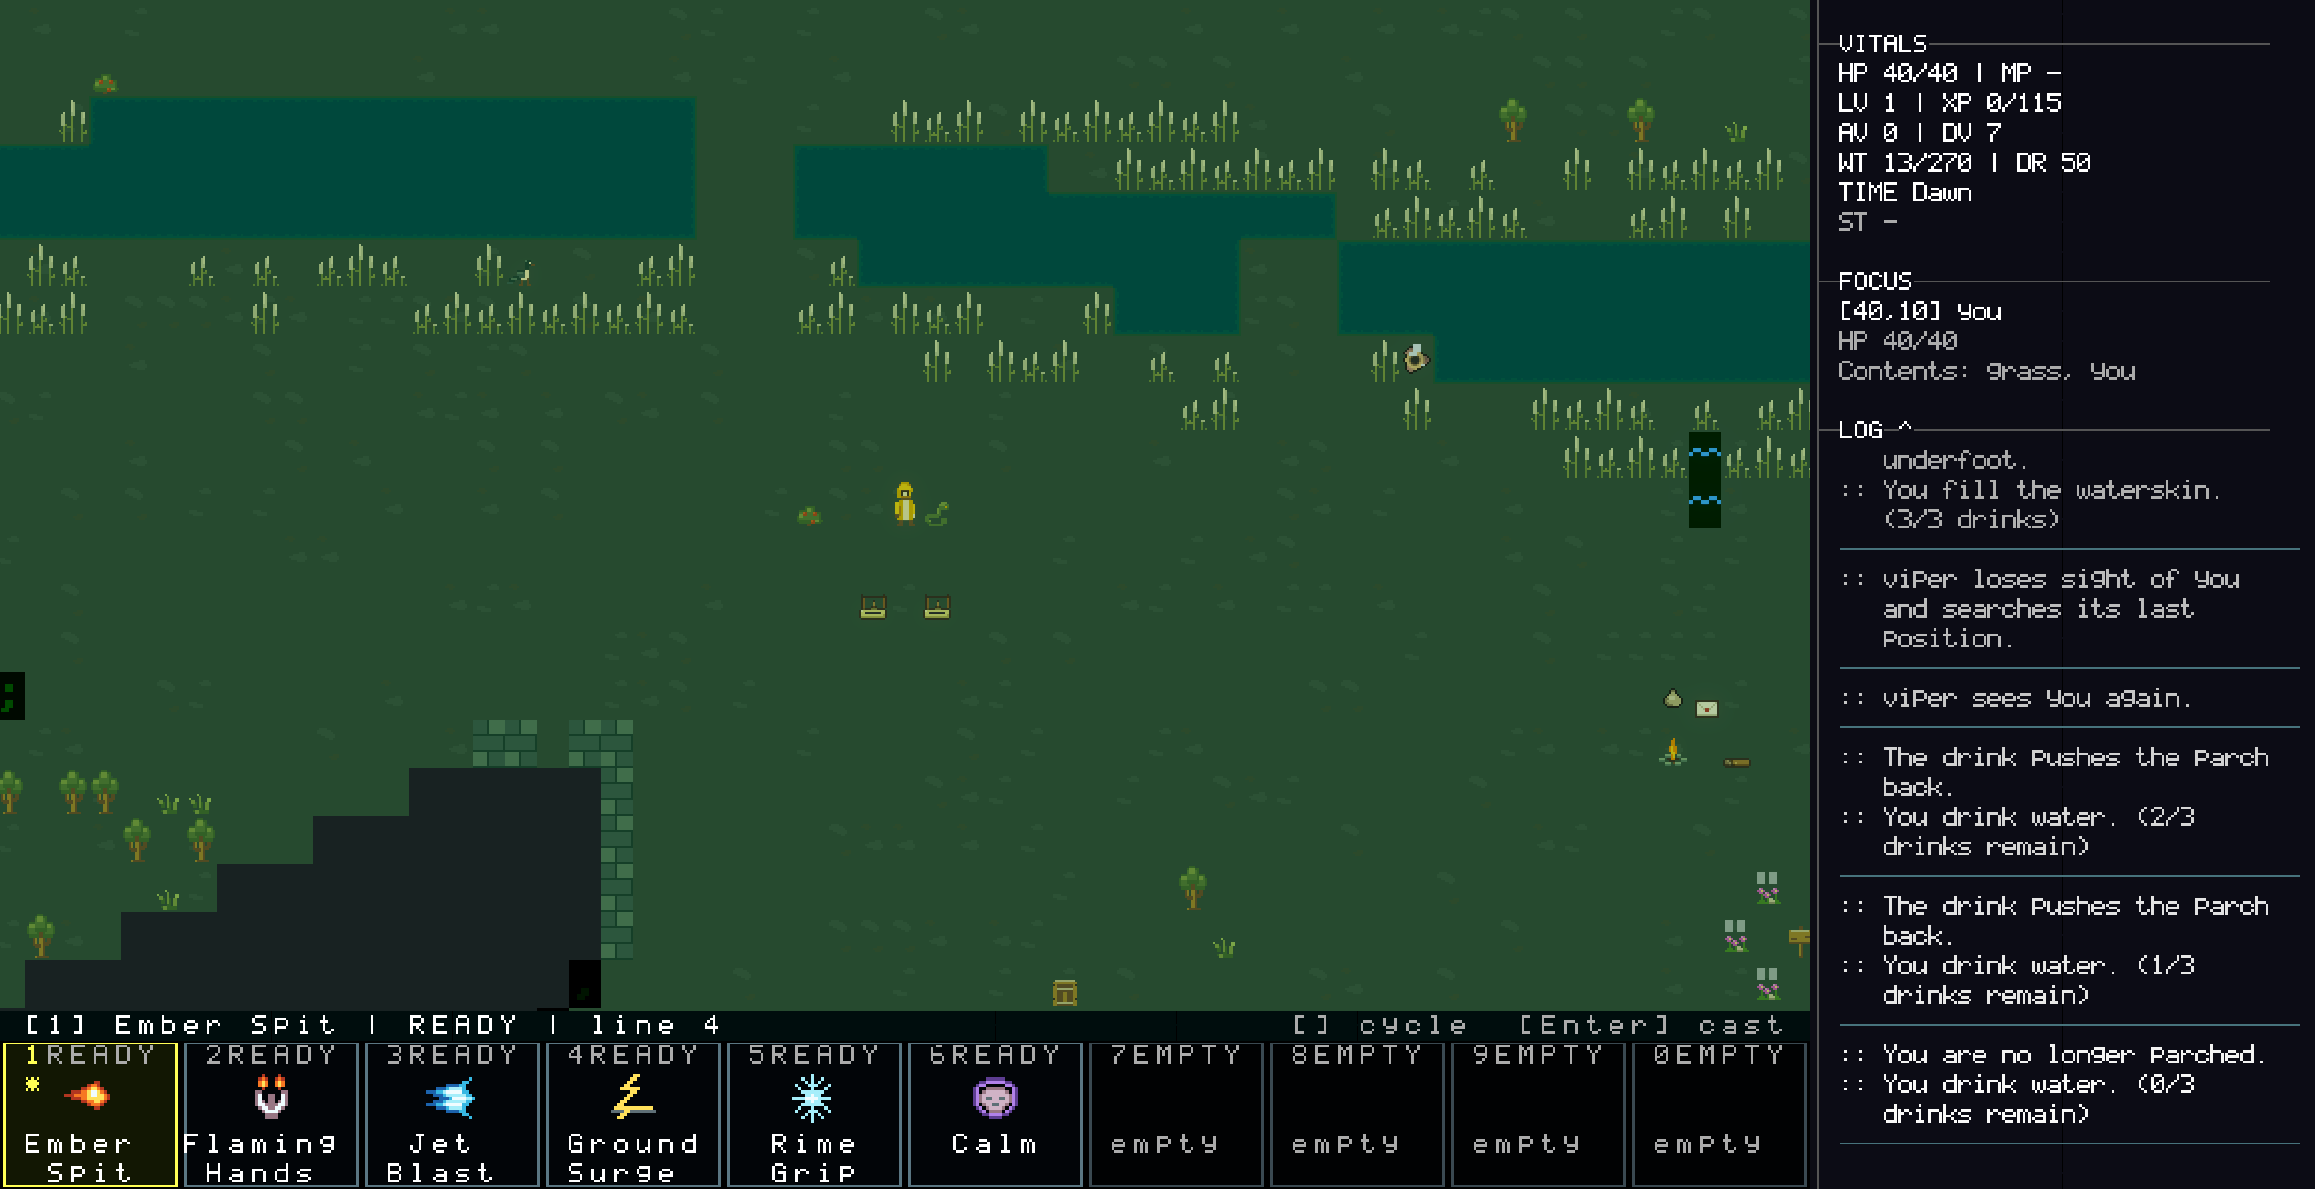 VITALS
HP 40/40 | MP -
LV 1 | XP 0/115
AV 0 | DV 7
WT 13/270 | DR 50
TIME Dawn
ST -
FOCUS
[40,10] You
HP 40/40
Contents: grass, You
LOG ^
underfoot.
:: You fill the waterskin.
(3/3 drinks)
:: viper loses sight of You
and searches its last
position.
:: viper sees You again.
:: The drink pushes the Parch
back.
:: You drink water. (2/3
drinks remain)
:: The drink pushes the Parch
back.
:: You drink water. (1/3
drinks remain)
:: You are no longer Parched.
:: You drink water. (0/3
drinks remain)
[1] Ember Spit | READY | line 4
[] cycle [Enter] cast
1READY
Ember
Spit
2READY
Flaming
Hands
3READY
Jet
Blast
4READY
Ground
Surge
5READY
Rime
Grip
6READY
Calm
7EMPTY
empty
8EMPTY
empty
9EMPTY
empty
0EMPTY
empty